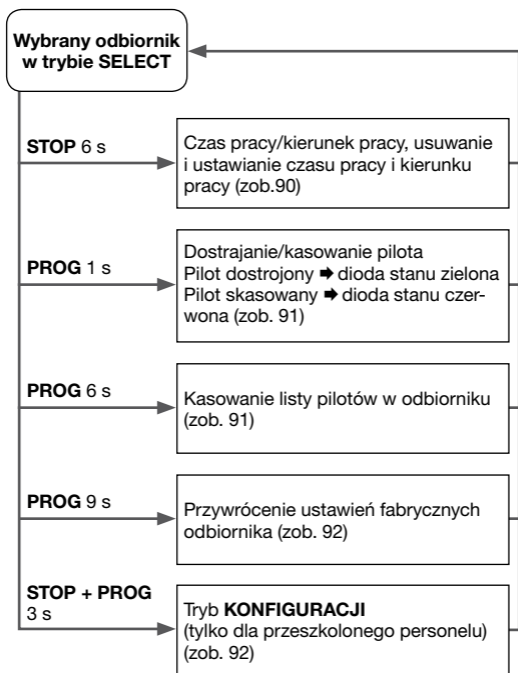 Wybrany odbiornik
w trybie SELECT
STOP 6 s
Czas pracy/kierunek pracy, usuwanie
i ustawianie czasu pracy i kierunku
pracy (zob.90)
PROG 1 s
Dostrajanie/kasowanie pilota
Pilot dostrojony ➡ dioda stanu zielona
Pilot skasowany ➡ dioda stanu czer-
wona (zob. 91)
PROG 6 s
Kasowanie listy pilotów w odbiorniku
(zob. 91)
PROG 9 s
Przywrócenie ustawień fabrycznych
odbiornika (zob. 92)
STOP + PROG
3 s
Tryb KONFIGURACJI
(tylko dla przeszkolonego personelu)
(zob. 92)